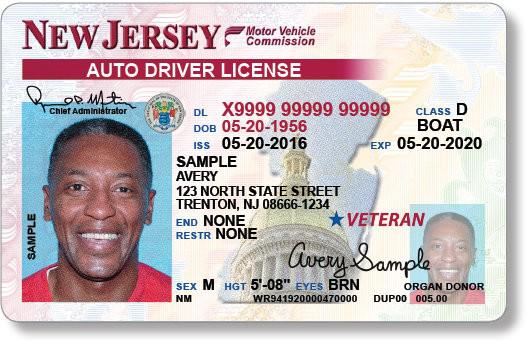 NEW JERSEY Motor Vehicle Commission
AUTO DRIVER LICENSE
Chief Administrator
DL X9999 99999 99999 CLASS D
DOB 05-20-1956 BOAT
ISS 05-20-2016 EXP 05-20-2020
SAMPLE
AVERY
123 NORTH STATE STREET
TRENTON, NJ 08666-1234
END NONE
RESTR NONE
VETERAN
SAMPLE
Avery Sample
SEX M HGT 5'-08" EYES BRN ORGAN DONOR
NM WR941920000470000 DUP00 005.00